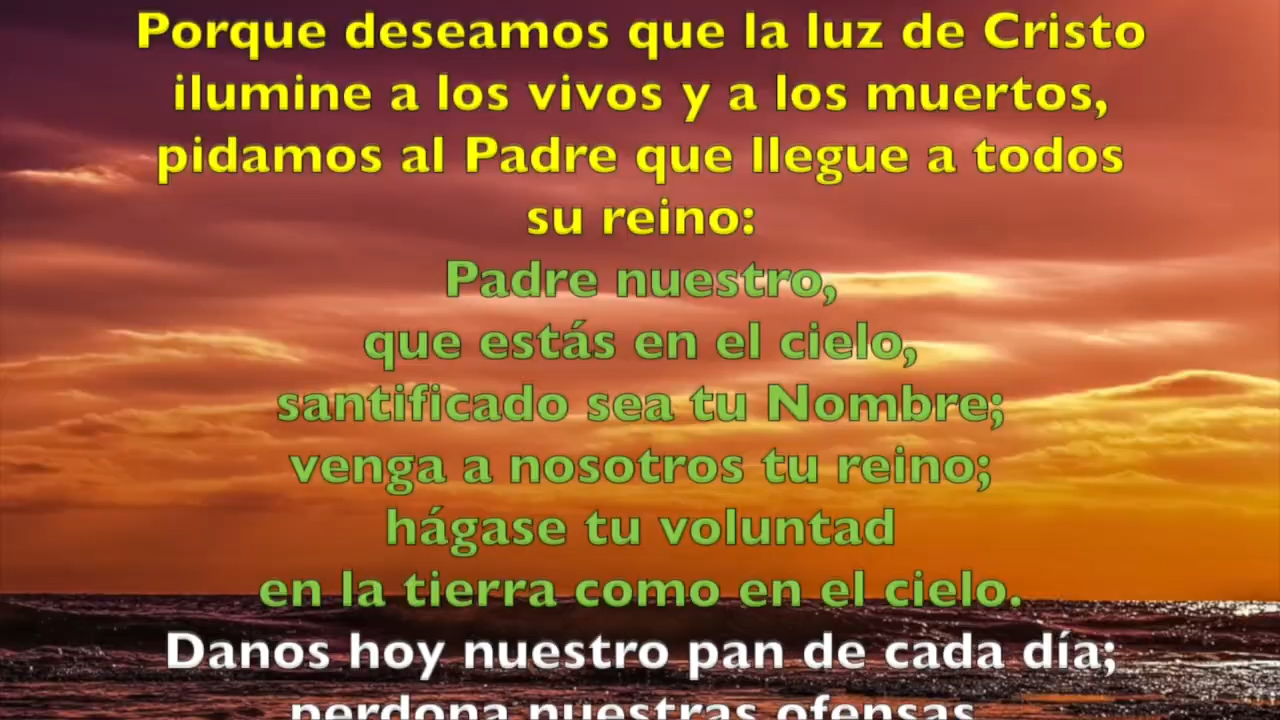 Porque deseamos que la luz de Cristo
ilumine a los vivos y a los muertos,
pidamos al Padre que llegue a todos
su reino:
Padre nuestro,
que estás en el cielo,
santificado sea tu Nombre;
venga a nosotros tu reino;
hágase tu voluntad
en la tierra como en el cielo.
Danos hoy nuestro pan de cada día;
perdona nuestras ofensas